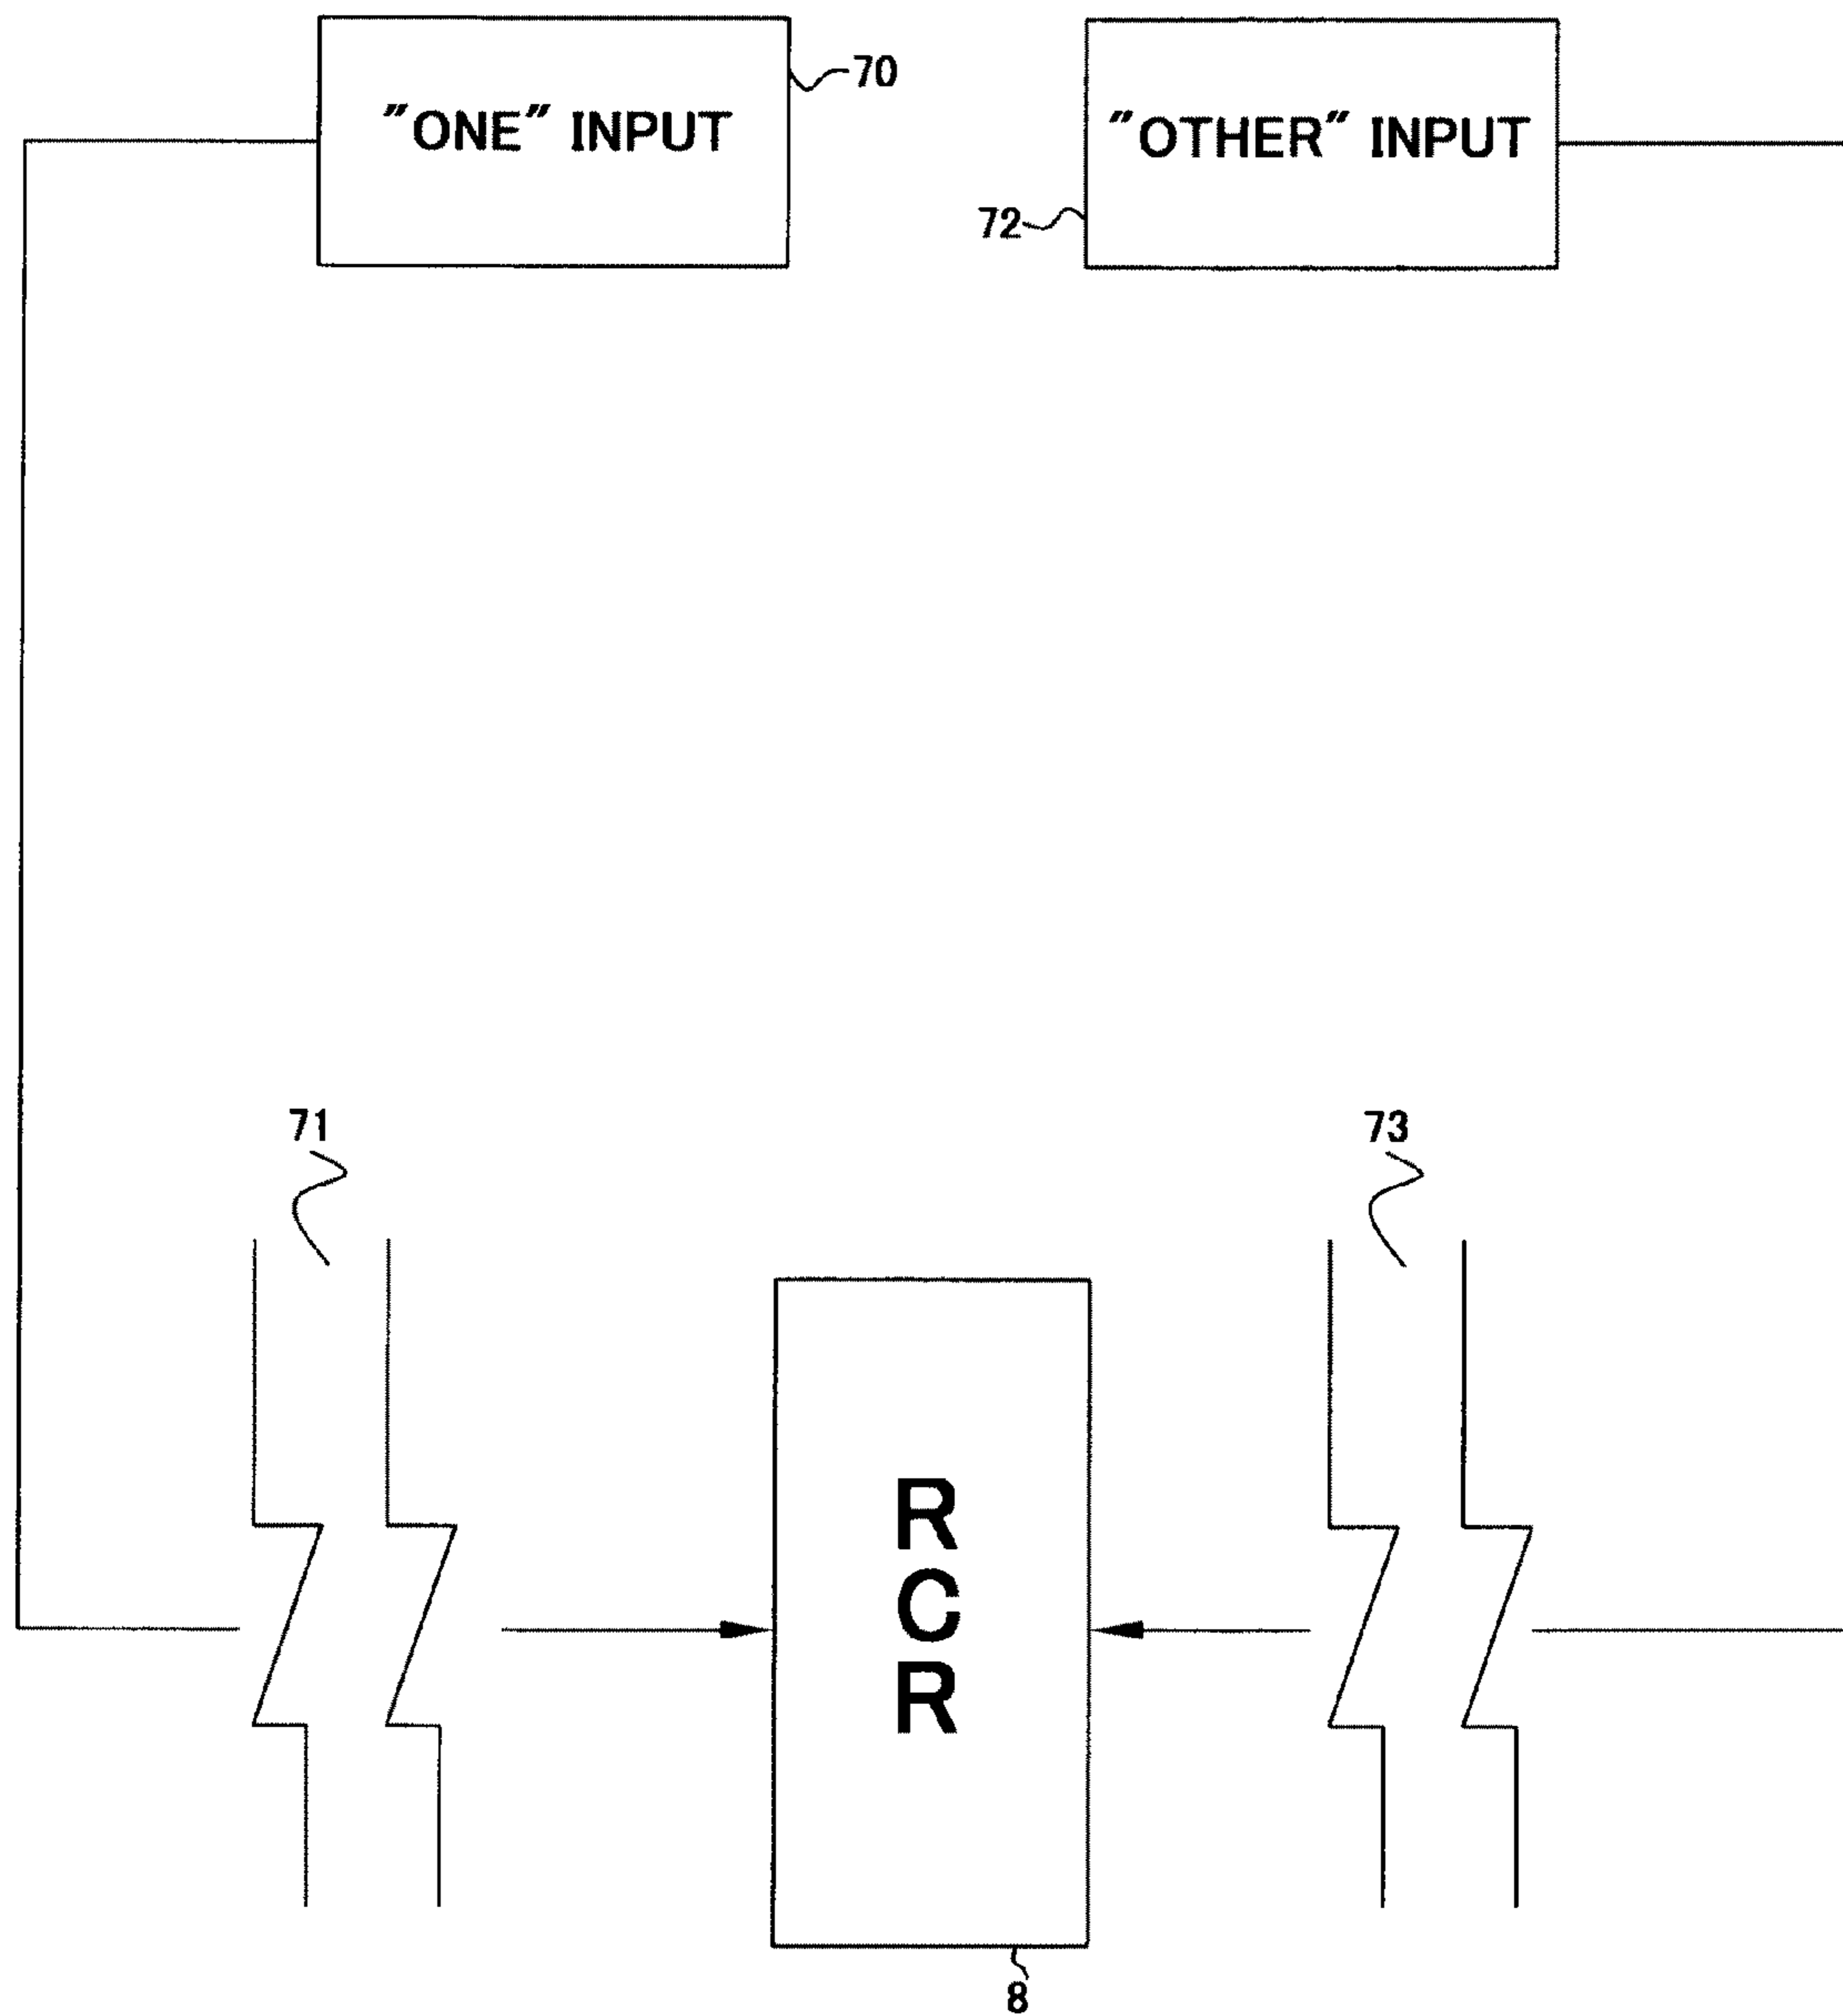 "ONE" INPUT
70
"OTHER" INPUT
72
71
73
R
C
R
8